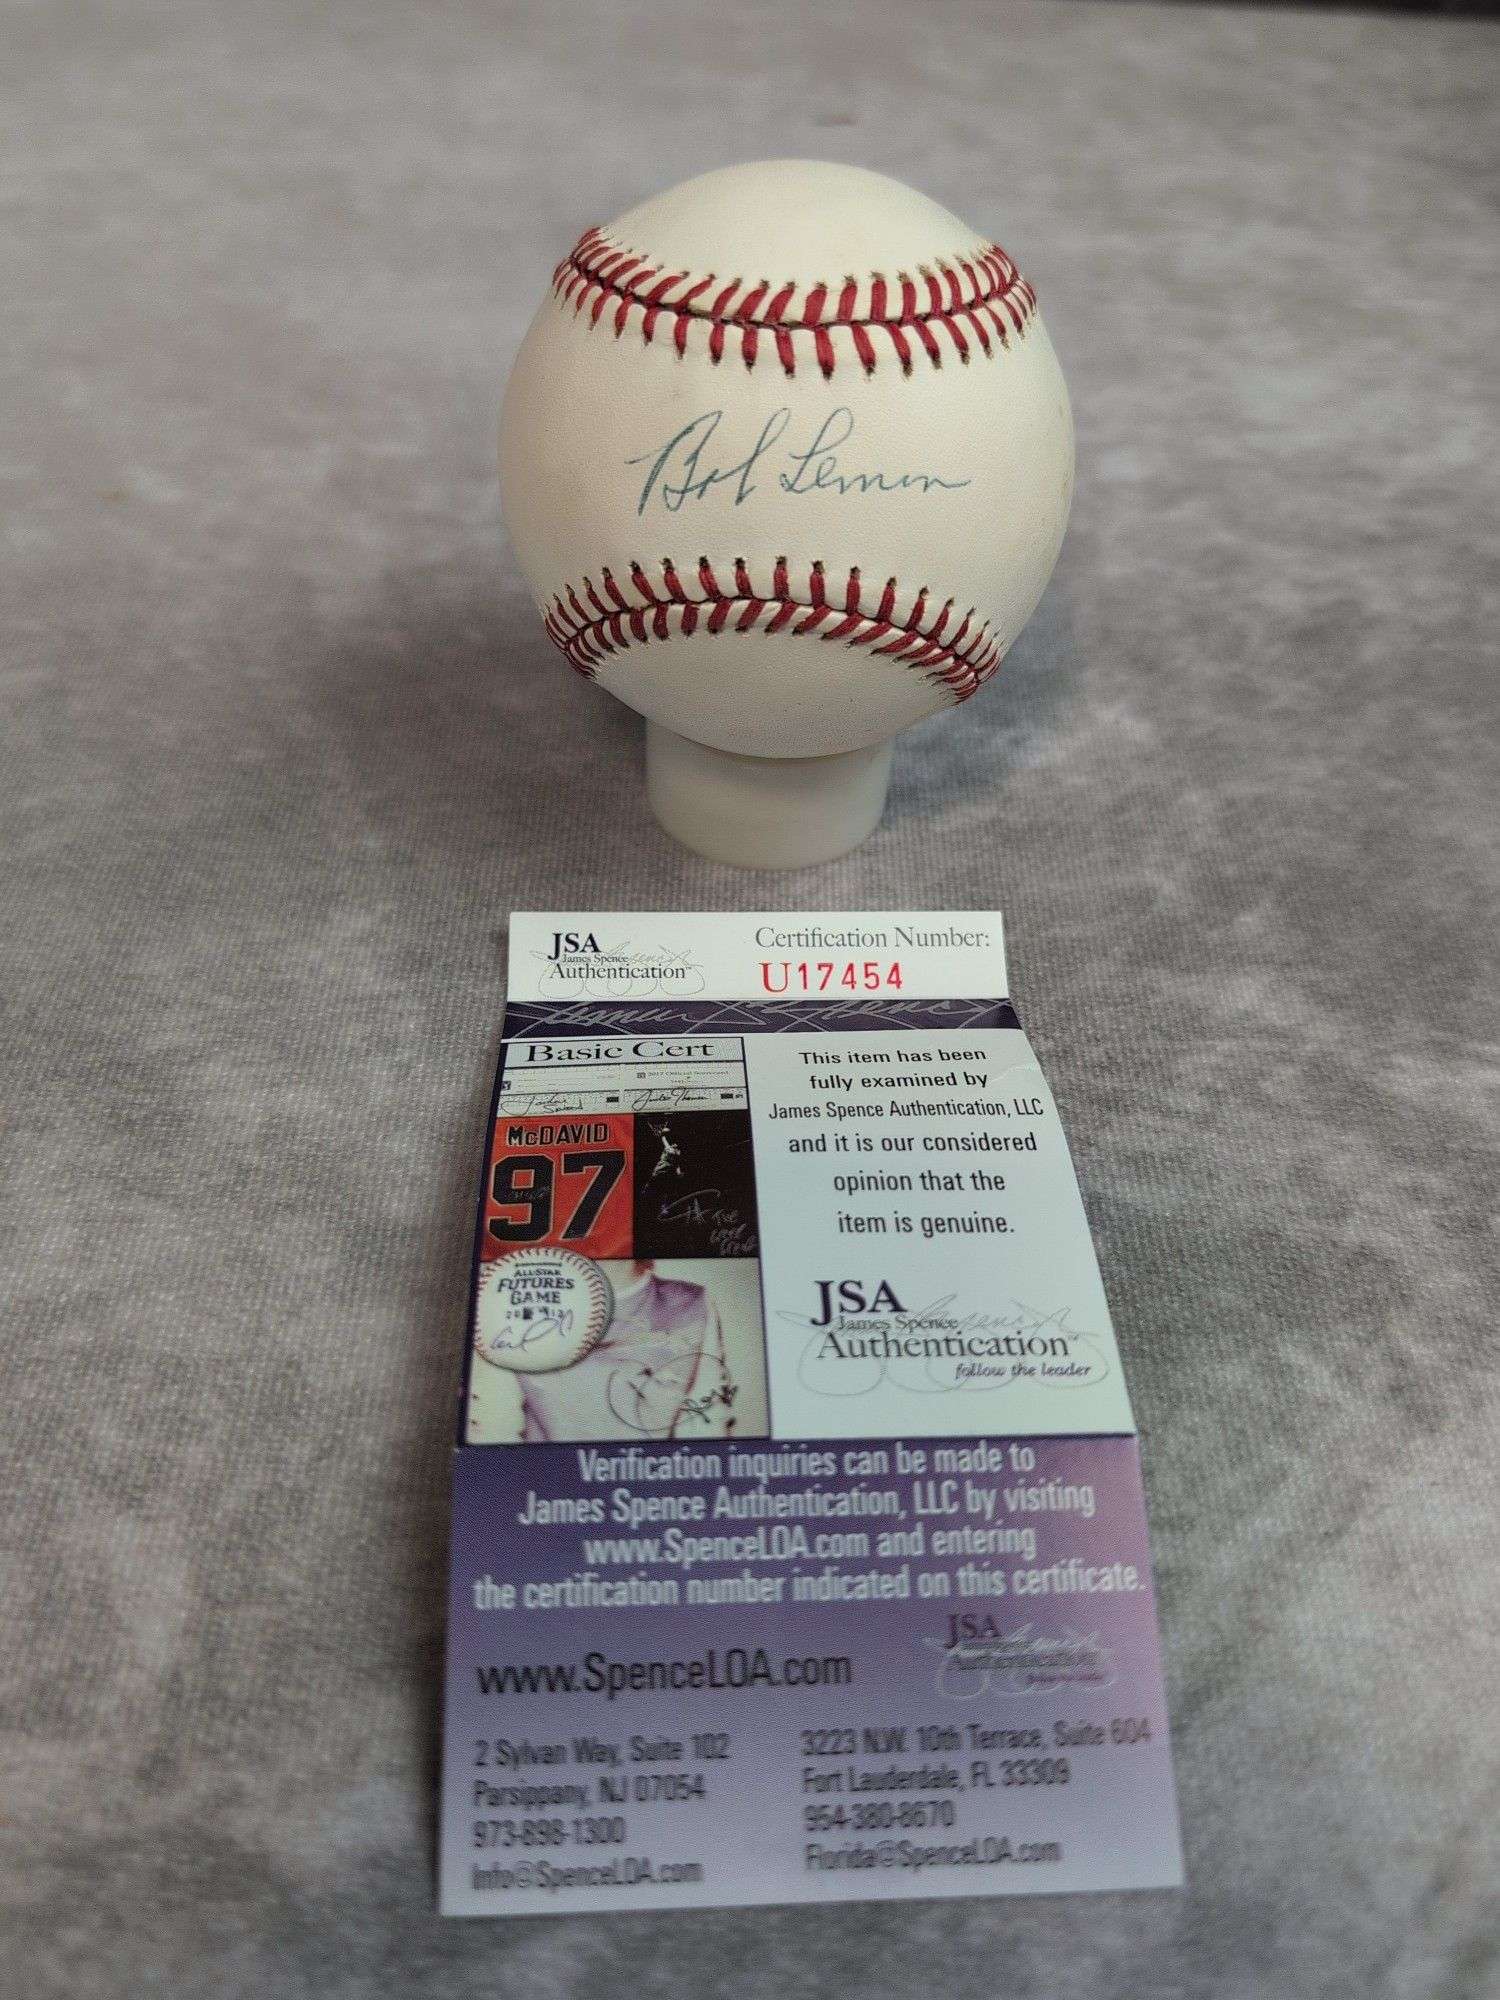 Bob Lemon
JSA
James Spence
Authentication™
Certification Number:
U17454
Basic Cert
McDAVID
97
ALL-STAR
FUTURES
GAME
This item has been
fully examined by
James Spence Authentication, LLC
and it is our considered
opinion that the
item is genuine.
JSA
James Spence
Authentication™
follow the leader
Verification inquiries can be made to
James Spence Authentication, LLC by visiting
www.SpenceLOA.com and entering
the certification number indicated on this certificate.
JSA
Authentication
www.SpenceLOA.com
2 Sylvan Way, Suite 102
Parsippany, NJ 07054
973-898-1300
Info@SpenceLOA.com
3223 N.W. 10th Terrace, Suite 604
Fort Lauderdale, FL 33309
954-380-8670
Florida@SpenceLOA.com